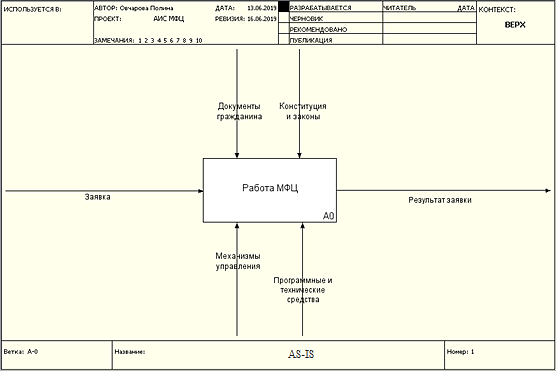 ИСПОЛЬЗУЕТСЯ В:
АВТОР: Овчарова Полина
ДАТА: 13.06.2019
РАЗРАБАТЫВАЕТСЯ
ЧИТАТЕЛЬ
ДАТА
КОНТЕКСТ:
ПРОЕКТ: АИС МФЦ
РЕВИЗИЯ: 16.06.2019
ЧЕРНОВИК
ВЕРХ
РЕКОМЕНДОВАНО
ЗАМЕЧАНИЯ: 1 2 3 4 5 6 7 8 9 10
ПУБЛИКАЦИЯ
Документы
гражданина
Конституция
и законы
Заявка
Работа МФЦ
A0
Результат заявки
Механизмы
управления
Программные и
технические
средства
Ветка: A-0
Название:
AS-IS
Номер: 1